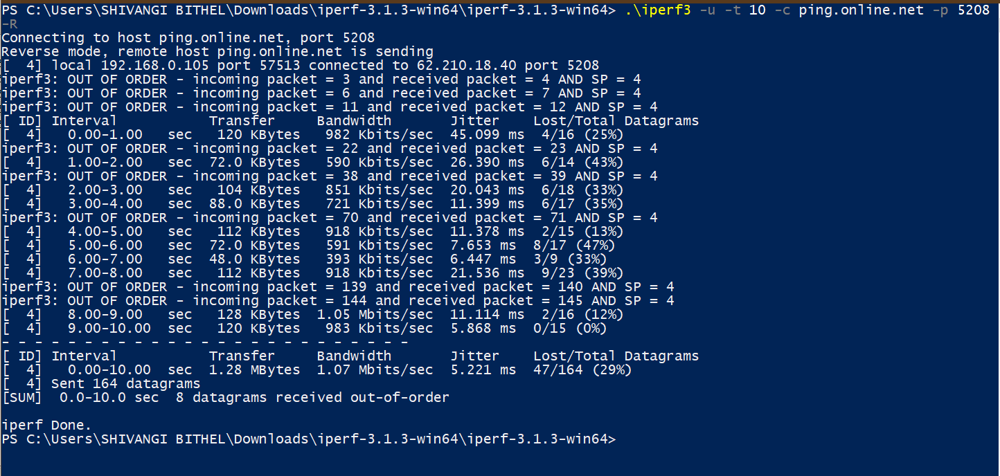 PS C:\Users\SHIVANGI BITHEL\Downloads\iperf-3.1.3-win64\iperf-3.1.3-win64> .\iperf3 -u -t 10 -c ping.online.net -p 5208
-R
Connecting to host ping.online.net, port 5208
Reverse mode, remote host ping.online.net is sending
[  4] local 192.168.0.105 port 57513 connected to 62.210.18.40 port 5208
iperf3: OUT OF ORDER - incoming packet = 3 and received packet = 4 AND SP = 4
iperf3: OUT OF ORDER - incoming packet = 6 and received packet = 7 AND SP = 4
iperf3: OUT OF ORDER - incoming packet = 11 and received packet = 12 AND SP = 4
[ ID] Interval           Transfer     Bandwidth       Jitter    Lost/Total Datagrams
[  4]   0.00-1.00   sec   120 KBytes   982 Kbits/sec  45.099 ms  4/16 (25%)
iperf3: OUT OF ORDER - incoming packet = 22 and received packet = 23 AND SP = 4
[  4]   1.00-2.00   sec  72.0 KBytes   590 Kbits/sec  26.390 ms  6/14 (43%)
iperf3: OUT OF ORDER - incoming packet = 38 and received packet = 39 AND SP = 4
[  4]   2.00-3.00   sec   104 KBytes   851 Kbits/sec  20.043 ms  6/18 (33%)
[  4]   3.00-4.00   sec  88.0 KBytes   721 Kbits/sec  11.399 ms  6/17 (35%)
iperf3: OUT OF ORDER - incoming packet = 70 and received packet = 71 AND SP = 4
[  4]   4.00-5.00   sec   112 KBytes   918 Kbits/sec  11.378 ms  2/15 (13%)
[  4]   5.00-6.00   sec  72.0 KBytes   591 Kbits/sec  7.653 ms  8/17 (47%)
[  4]   6.00-7.00   sec  48.0 KBytes   393 Kbits/sec  6.447 ms  3/9 (33%)
[  4]   7.00-8.00   sec   112 KBytes   918 Kbits/sec  21.536 ms  9/23 (39%)
iperf3: OUT OF ORDER - incoming packet = 139 and received packet = 140 AND SP = 4
iperf3: OUT OF ORDER - incoming packet = 144 and received packet = 145 AND SP = 4
[  4]   8.00-9.00   sec   128 KBytes  1.05 Mbits/sec  11.114 ms  2/16 (12%)
[  4]   9.00-10.00  sec   120 KBytes   983 Kbits/sec  5.868 ms  0/15 (0%)
- - - - - - - - - - - - - - - - - - - - - - - - -
[ ID] Interval           Transfer     Bandwidth       Jitter    Lost/Total Datagrams
[  4]   0.00-10.00  sec  1.28 MBytes  1.07 Mbits/sec  5.221 ms  47/164 (29%)
[  4] Sent 164 datagrams
[SUM]  0.0-10.0 sec  8 datagrams received out-of-order
iperf Done.
PS C:\Users\SHIVANGI BITHEL\Downloads\iperf-3.1.3-win64\iperf-3.1.3-win64>